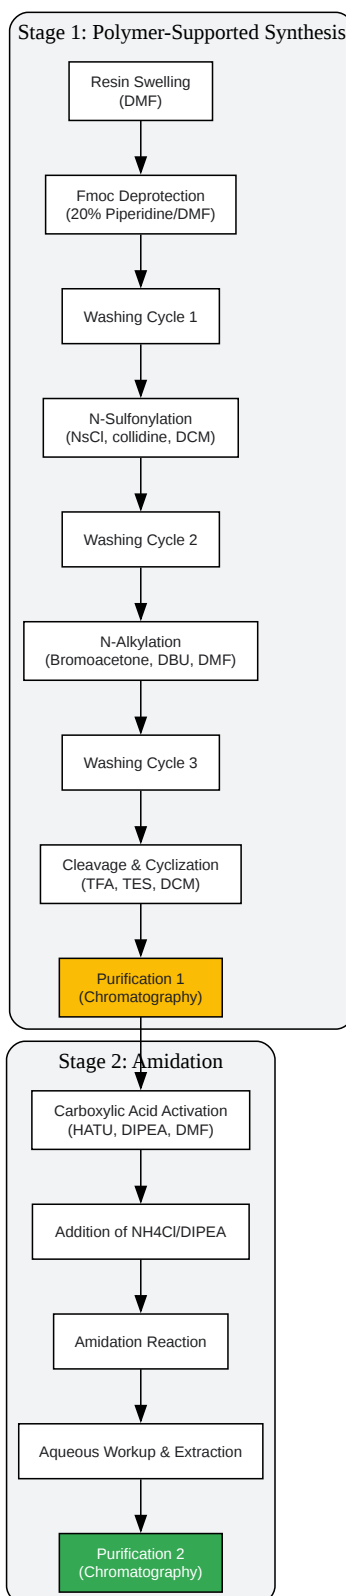 Stage 1: Polymer-Supported Synthesis
Resin Swelling
(DMF)
Fmoc Deprotection
(20% Piperidine/DMF)
Washing Cycle 1
N-Sulfonylation
(NsCl, collidine, DCM)
Washing Cycle 2
N-Alkylation
(Bromoacetone, DBU, DMF)
Washing Cycle 3
Cleavage & Cyclization
(TFA, TES, DCM)
Purification 1
(Chromatography)
Stage 2: Amidation
Carboxylic Acid Activation
(HATU, DIPEA, DMF)
Addition of NH4Cl/DIPEA
Amidation Reaction
Aqueous Workup & Extraction
Purification 2
(Chromatography)